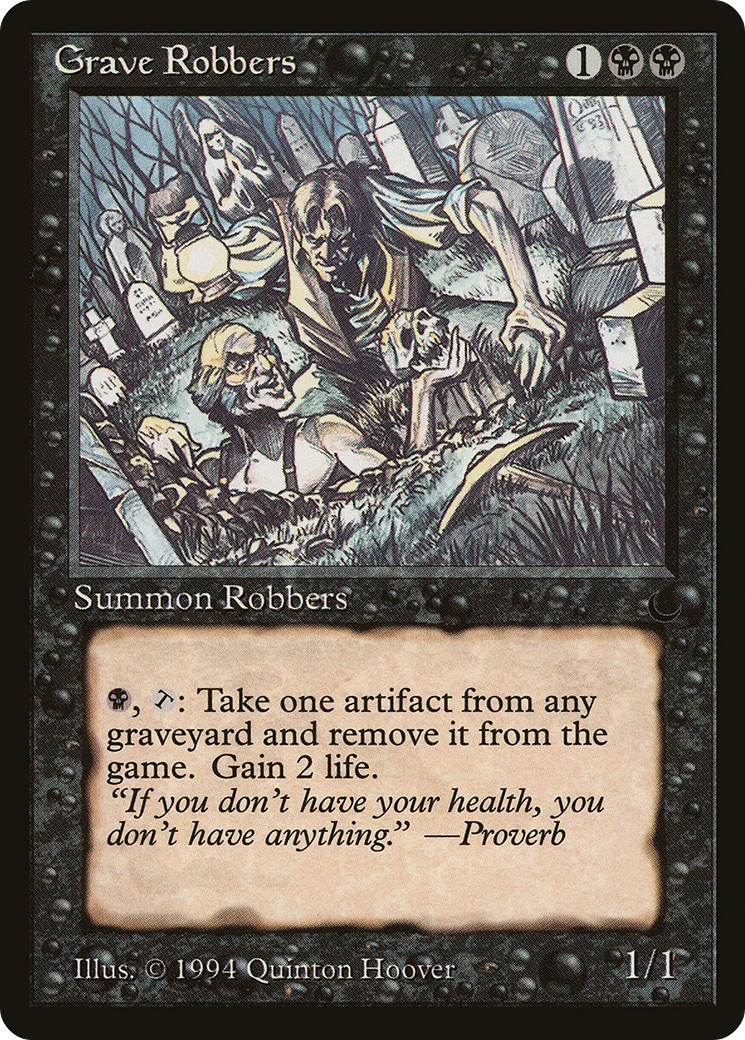 Grave Robbers
1
Summon Robbers
, T: Take one artifact from any
graveyard and remove it from the
game. Gain 2 life.
“If you don’t have your health, you
don’t have anything.” —Proverb
Illus. © 1994 Quinton Hoover
1/1